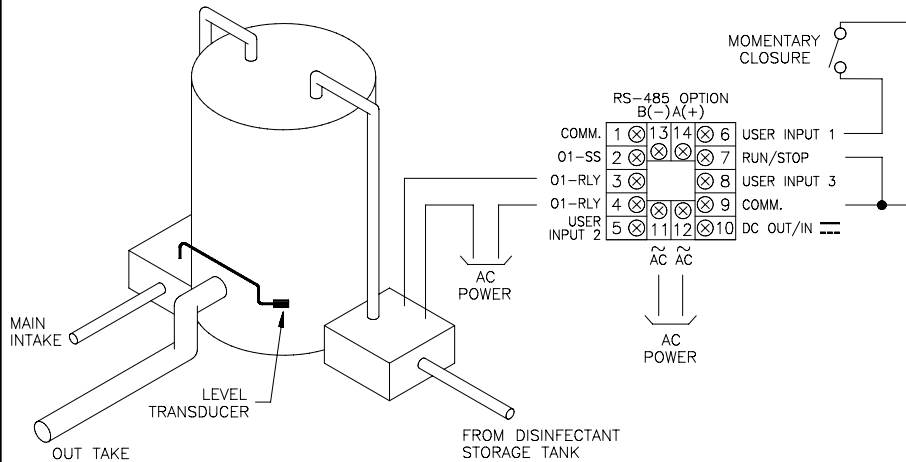 MOMENTARY
CLOSURE
RS-485 OPTION
B(-) A(+)
COMM. 1 13 14 6 USER INPUT 1
O1-SS 2 7 RUN/STOP
O1-RLY 3 8 USER INPUT 3
O1-RLY 4 9 COMM.
USER
INPUT 2 5 11 12 10 DC OUT/IN
~ ~
AC AC
AC
POWER
AC
POWER
MAIN
INTAKE
LEVEL
TRANSDUCER
OUT TAKE
FROM DISINFECTANT
STORAGE TANK